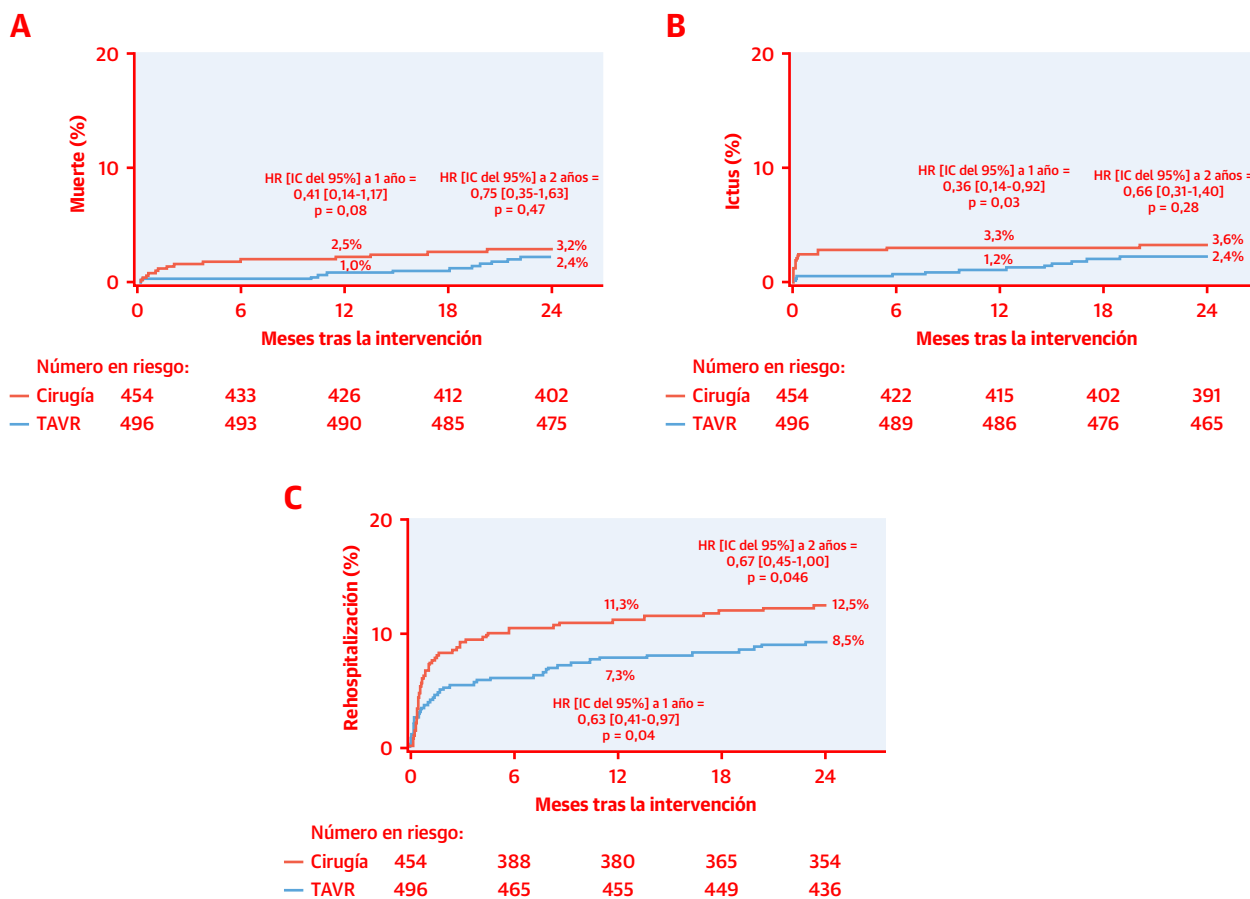 A
20
10
0
Muerte (%)
HR [IC del 95%] a 1 año =
0,41 [0,14-1,17]
p = 0,08
HR [IC del 95%] a 2 años =
0,75 [0,35-1,63]
p = 0,47
2,5%
1,0%
3,2%
2,4%
0 6 12 18 24
Meses tras la intervención
Número en riesgo:
Cirugía 454 433 426 412 402
TAVR 496 493 490 485 475
B
20
10
0
Ictus (%)
HR [IC del 95%] a 1 año =
0,36 [0,14-0,92]
p = 0,03
HR [IC del 95%] a 2 años =
0,66 [0,31-1,40]
p = 0,28
3,3%
1,2%
3,6%
2,4%
0 6 12 18 24
Meses tras la intervención
Número en riesgo:
Cirugía 454 422 415 402 391
TAVR 496 489 486 476 465
C
20
10
0
Rehospitalización (%)
HR [IC del 95%] a 2 años =
0,67 [0,45-1,00]
p = 0,046
11,3%
12,5%
8,5%
7,3%
HR [IC del 95%] a 1 año =
0,63 [0,41-0,97]
p = 0,04
0 6 12 18 24
Meses tras la intervención
Número en riesgo:
Cirugía 454 388 380 365 354
TAVR 496 465 455 449 436